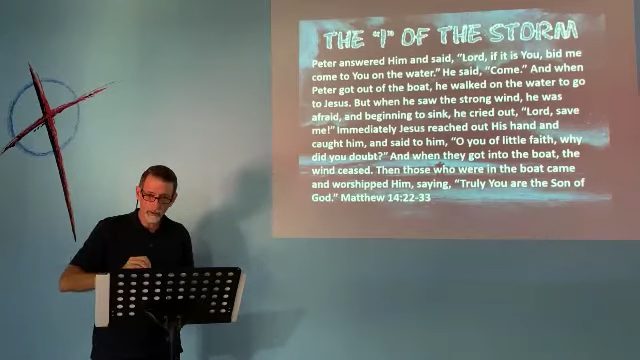 THE "I" OF THE STORM
Peter answered Him and said, "Lord, if it is You, bid me
come to You on the water." He said, "Come." And when
Peter got out of the boat, he walked on the water to go
to Jesus. But when he saw the strong wind, he was
afraid, and beginning to sink, he cried out, "Lord, save
me!" Immediately Jesus reached out His hand and
caught him, and said to him, "O you of little faith, why
did you doubt?" And when they got into the boat, the
wind ceased. Then those who were in the boat came
and worshipped Him, saying, "Truly You are the Son of
God." Matthew 14:22-33